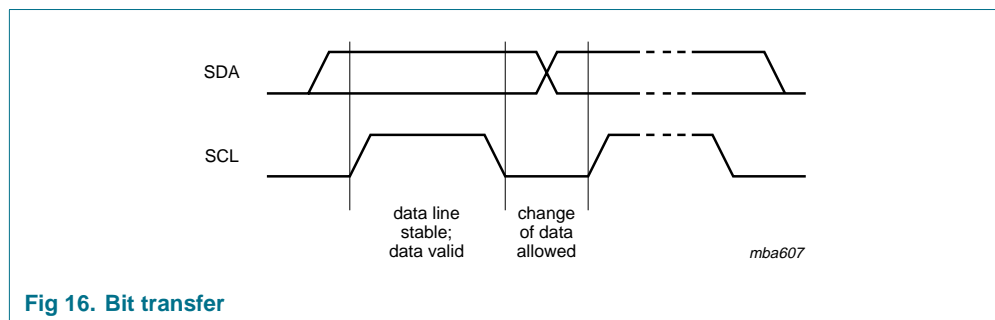 SDA
SCL
data line
stable;
data valid
change
of data
allowed
mba607
Fig 16. Bit transfer